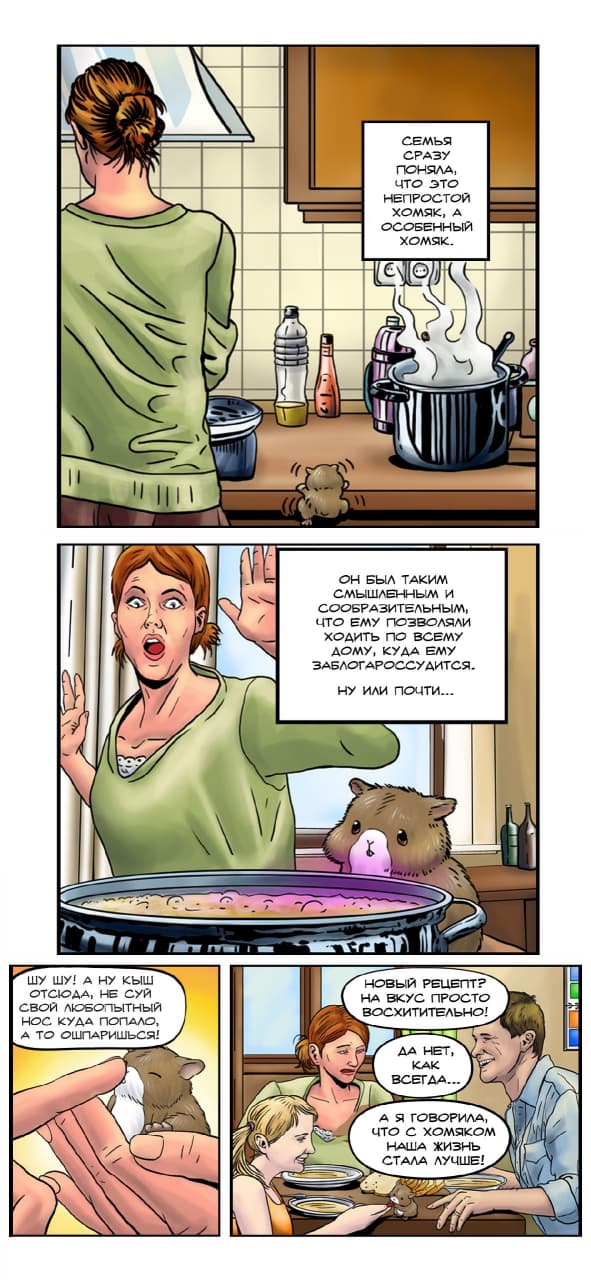 СЕМЬЯ
СРАЗУ
ПОНЯЛА,
ЧТО ЭТО
НЕПРОСТОЙ
ХОМЯК, А
ОСОБЕННЫЙ
ХОМЯК.
ОН БЫЛ ТАКИМ
СМЫШЛЕННЫМ И
СООБРАЗИТЕЛЬНЫМ,
ЧТО ЕМУ ПОЗВОЛЯЛИ
ХОДИТЬ ПО ВСЕМУ
ДОМУ, КУДА ЕМУ
ЗАБЛОГАРОССУДИТСЯ.
НУ ИЛИ ПОЧТИ...
ШУ ШУ! А НУ КЫШ
ОТСЮДА, НЕ СУЙ
СВОЙ ЛЮБОПЫТНЫЙ
НОС КУДА ПОПАЛО,
А ТО ОШПАРИШЬСЯ!
НОВЫЙ РЕЦЕПТ?
НА ВКУС ПРОСТО
ВОСХИТИТЕЛЬНО!
ДА НЕТ,
КАК
ВСЕГДА...
А Я ГОВОРИЛА,
ЧТО С ХОМЯКОМ
НАША ЖИЗНЬ
СТАЛА ЛУЧШЕ!